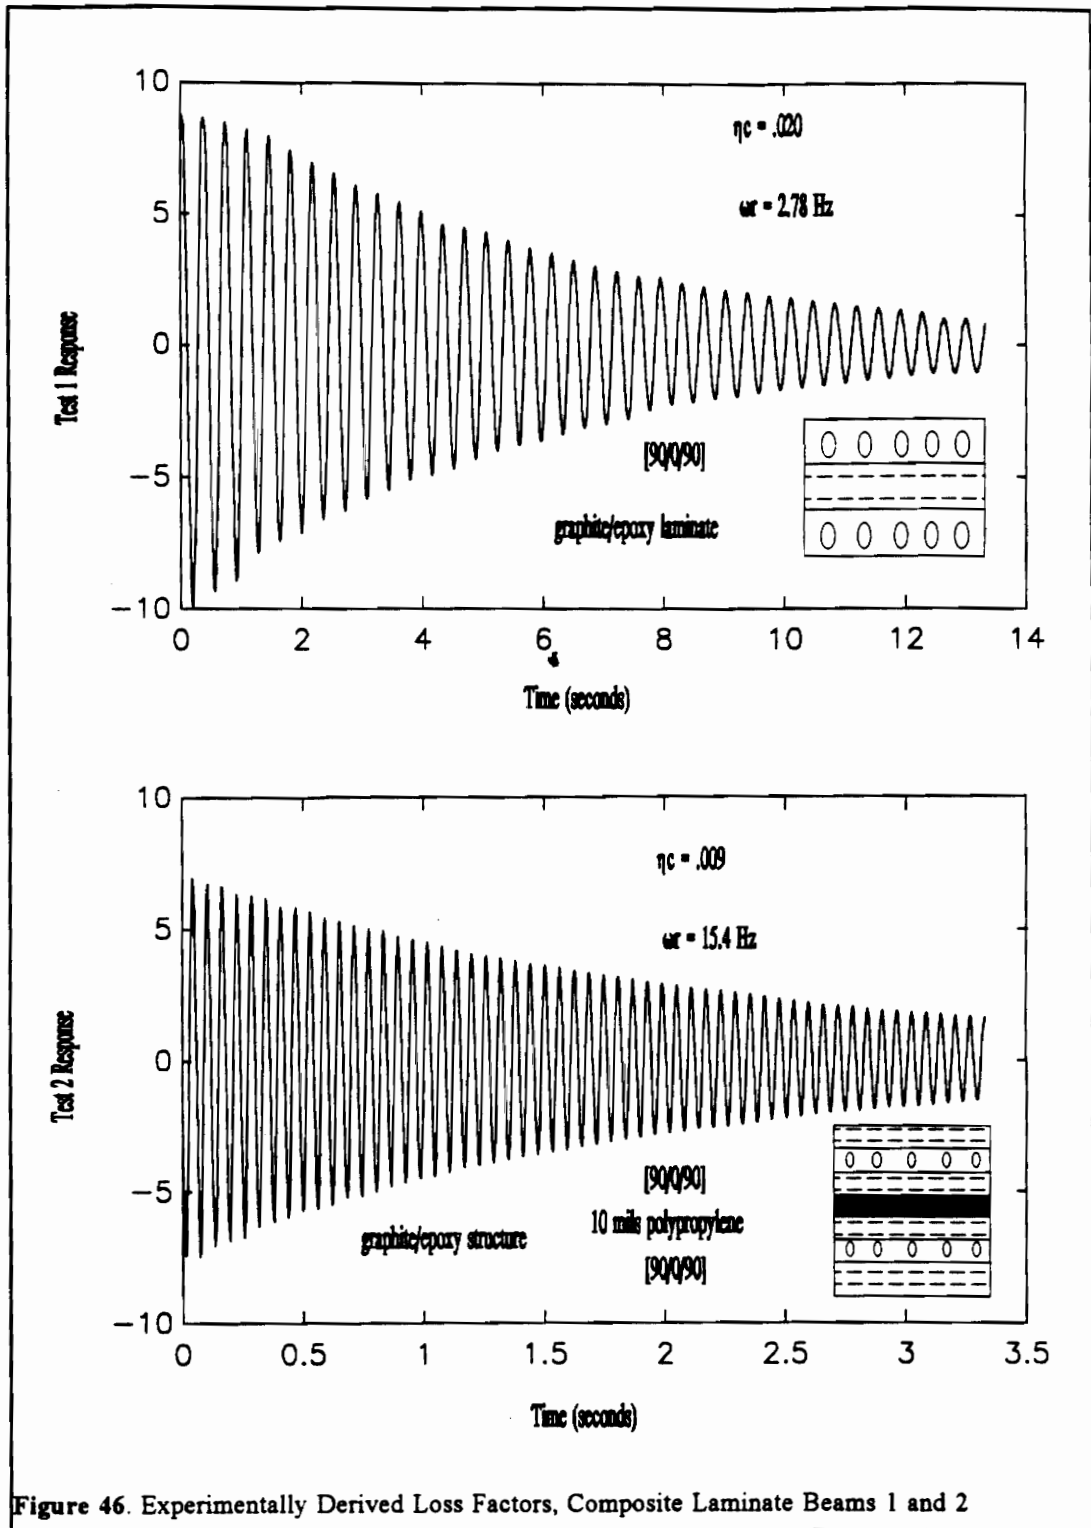 10
5
0
−5
−10
Test 1 Response
ηc = .020
ωr = 2.78 Hz
[90/0/90]
graphite/epoxy laminate
0 2 4 6 8 10 12 14
Time (seconds)
10
5
0
−5
−10
Test 2 Response
ηc = .009
ωr = 15.4 Hz
[90/0/90]
graphite/epoxy structure 10 mils polypropylene
[90/0/90]
0 0.5 1 1.5 2 2.5 3 3.5
Time (seconds)
Figure 46. Experimentally Derived Loss Factors, Composite Laminate Beams 1 and 2